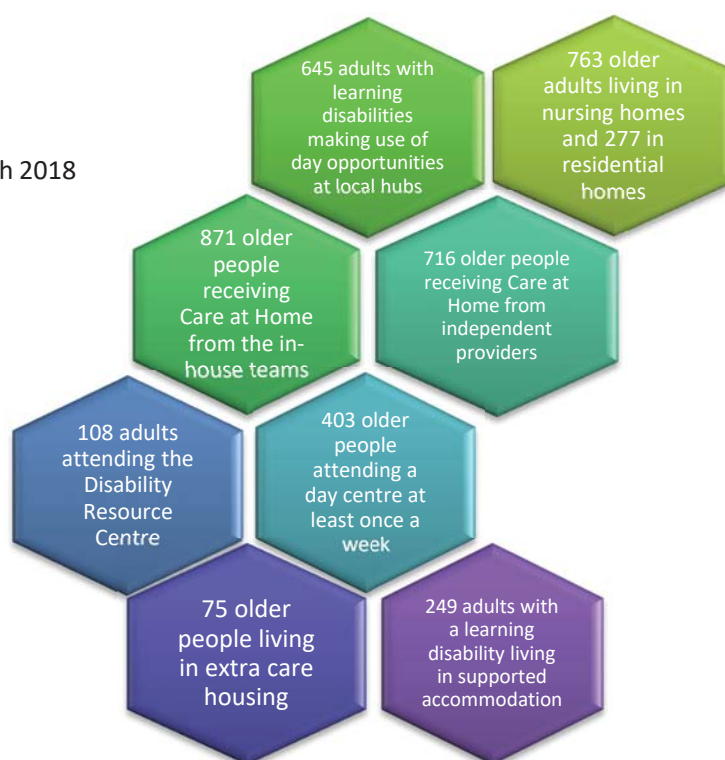 645 adults with
learning
disabilities
making use of
day opportunities
at local hubs
763 older
adults living in
nursing homes
and 277 in
residential
homes
h 2018
871 older
people
receiving
Care at Home
from the in-
house teams
716 older people
receiving Care at
Home from
independent
providers
108 adults
attending the
Disability
Resource
Centre
403 older
people
attending a
day centre at
least once a
week
75 older
people living
in extra care
housing
249 adults with
a learning
disability living
in supported
accommodation